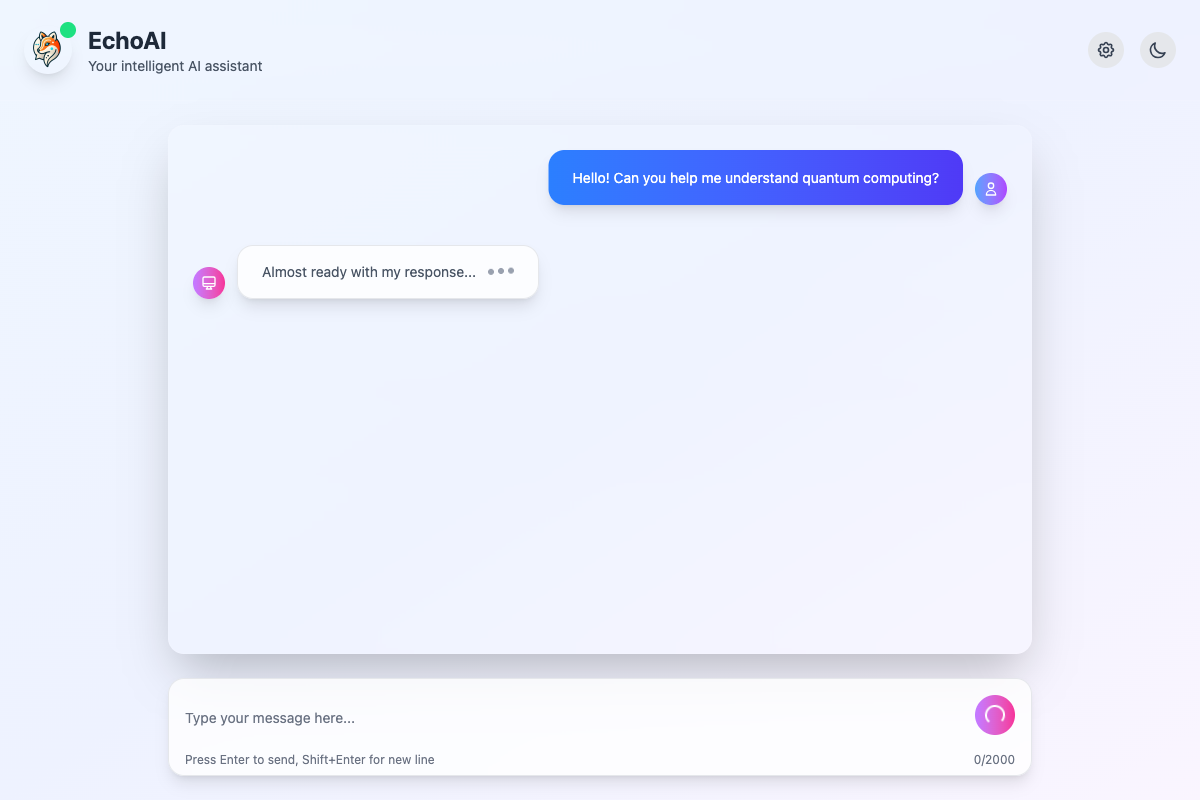 EchoAI
Your intelligent AI assistant
Hello! Can you help me understand quantum computing?
Almost ready with my response...
Type your message here...
Press Enter to send, Shift+Enter for new line
0/2000